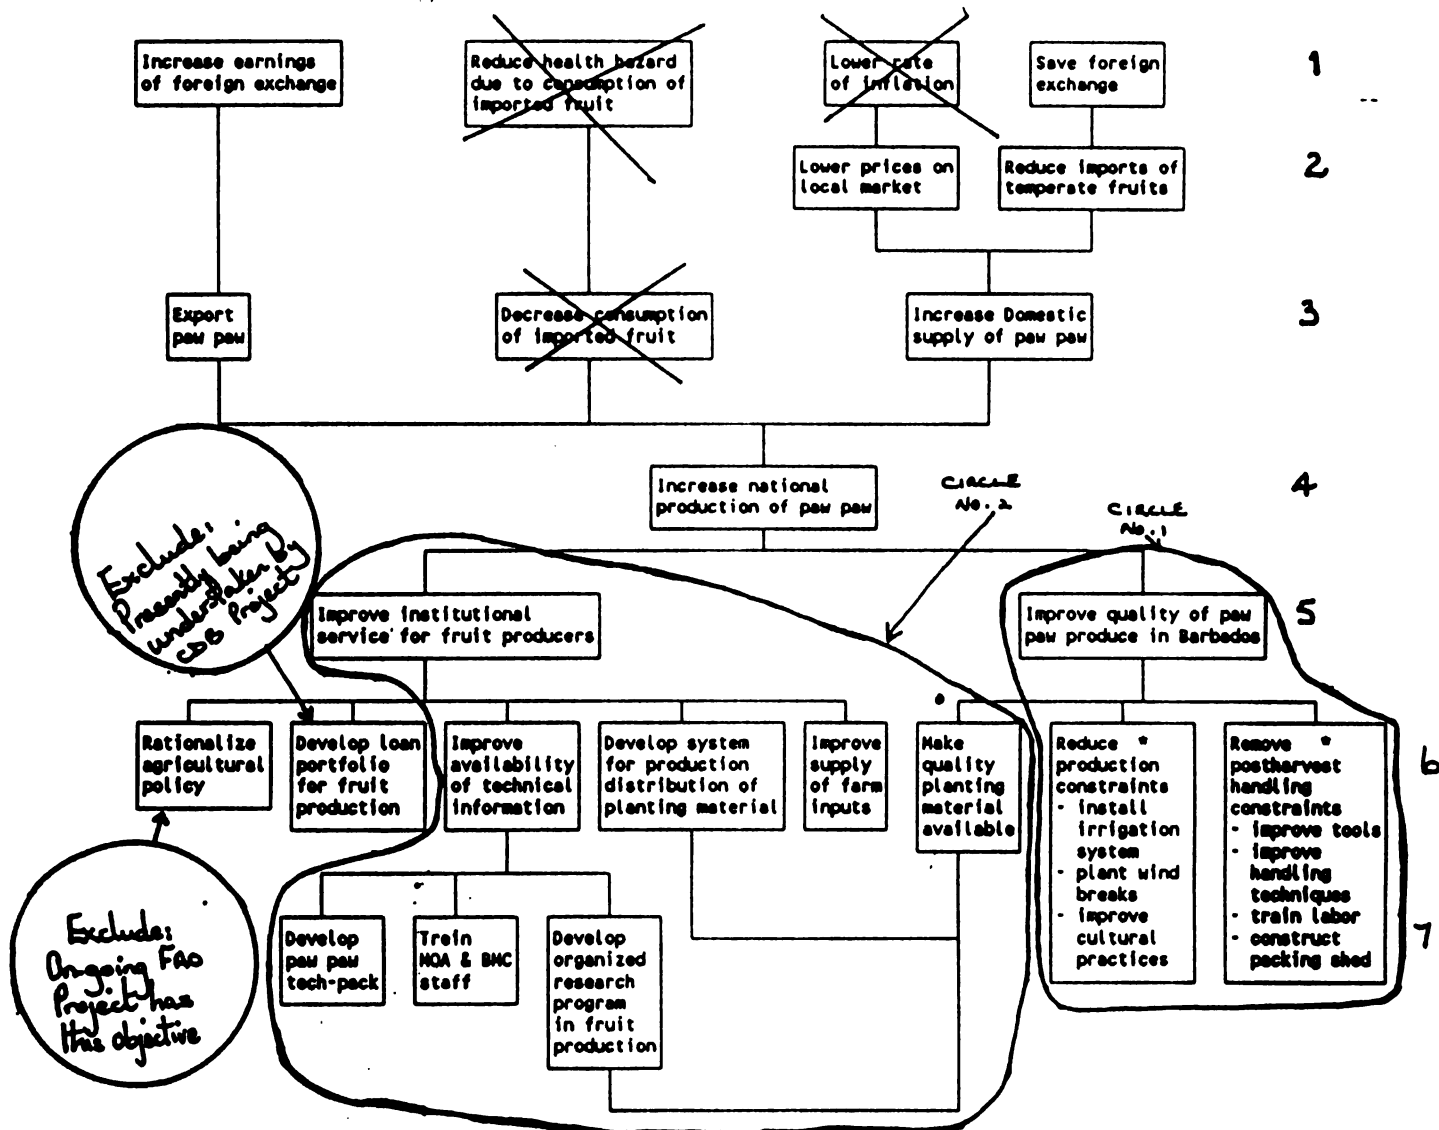 Increase earnings
of foreign exchange
Reduce health hazard
due to consumption of
imported fruit
Lower rate
of inflation
Save foreign
exchange
1
Lower prices on
local market
Reduce imports of
temperate fruits
2
Export
paw paw
Decrease consumption
of imported fruit
Increase Domestic
supply of paw paw
3
Increase national
production of paw paw
CIRCLE
No. 2
CIRCLE
No. 1
4
Exclude:
Presently being
undertaken by
CDB Project
Improve institutional
service for fruit producers
Improve quality of paw
paw produce in Barbados
5
Rationalize
agricultural
policy
Develop loan
portfolio
for fruit
production
Improve
availability
of technical
information
Develop system
for production
distribution of
planting material
Improve
supply
of farm
inputs
Make
quality
planting
material
available
Reduce *
production
constraints
- install
irrigation
system
- plant wind
breaks
- improve
cultural
practices
Remove *
postharvest
handling
constraints
- improve tools
- improve
handling
techniques
- train labor
- construct
packing shed
6
Exclude:
On-going FAO
Project has
this objective
Develop
paw paw
tech-pack
Train
MOA & BMC
staff
Develop
organized
research
program
in fruit
production
7